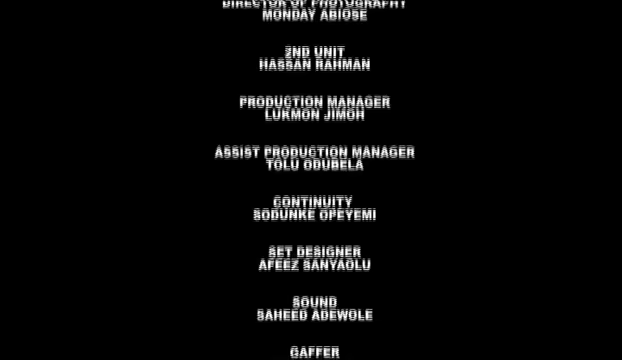 DIRECTOR OF PHOTOGRAPHY
MONDAY ABIOSE
2ND UNIT
HASSAN RAHMAN
PRODUCTION MANAGER
LUKMON JIMOH
ASSIST PRODUCTION MANAGER
TOLU ODUBELA
CONTINUITY
SODUNKE OPEYEMI
SET DESIGNER
AFEEZ SANYAOLU
SOUND
SAHEED ADEWOLE
GAFFER